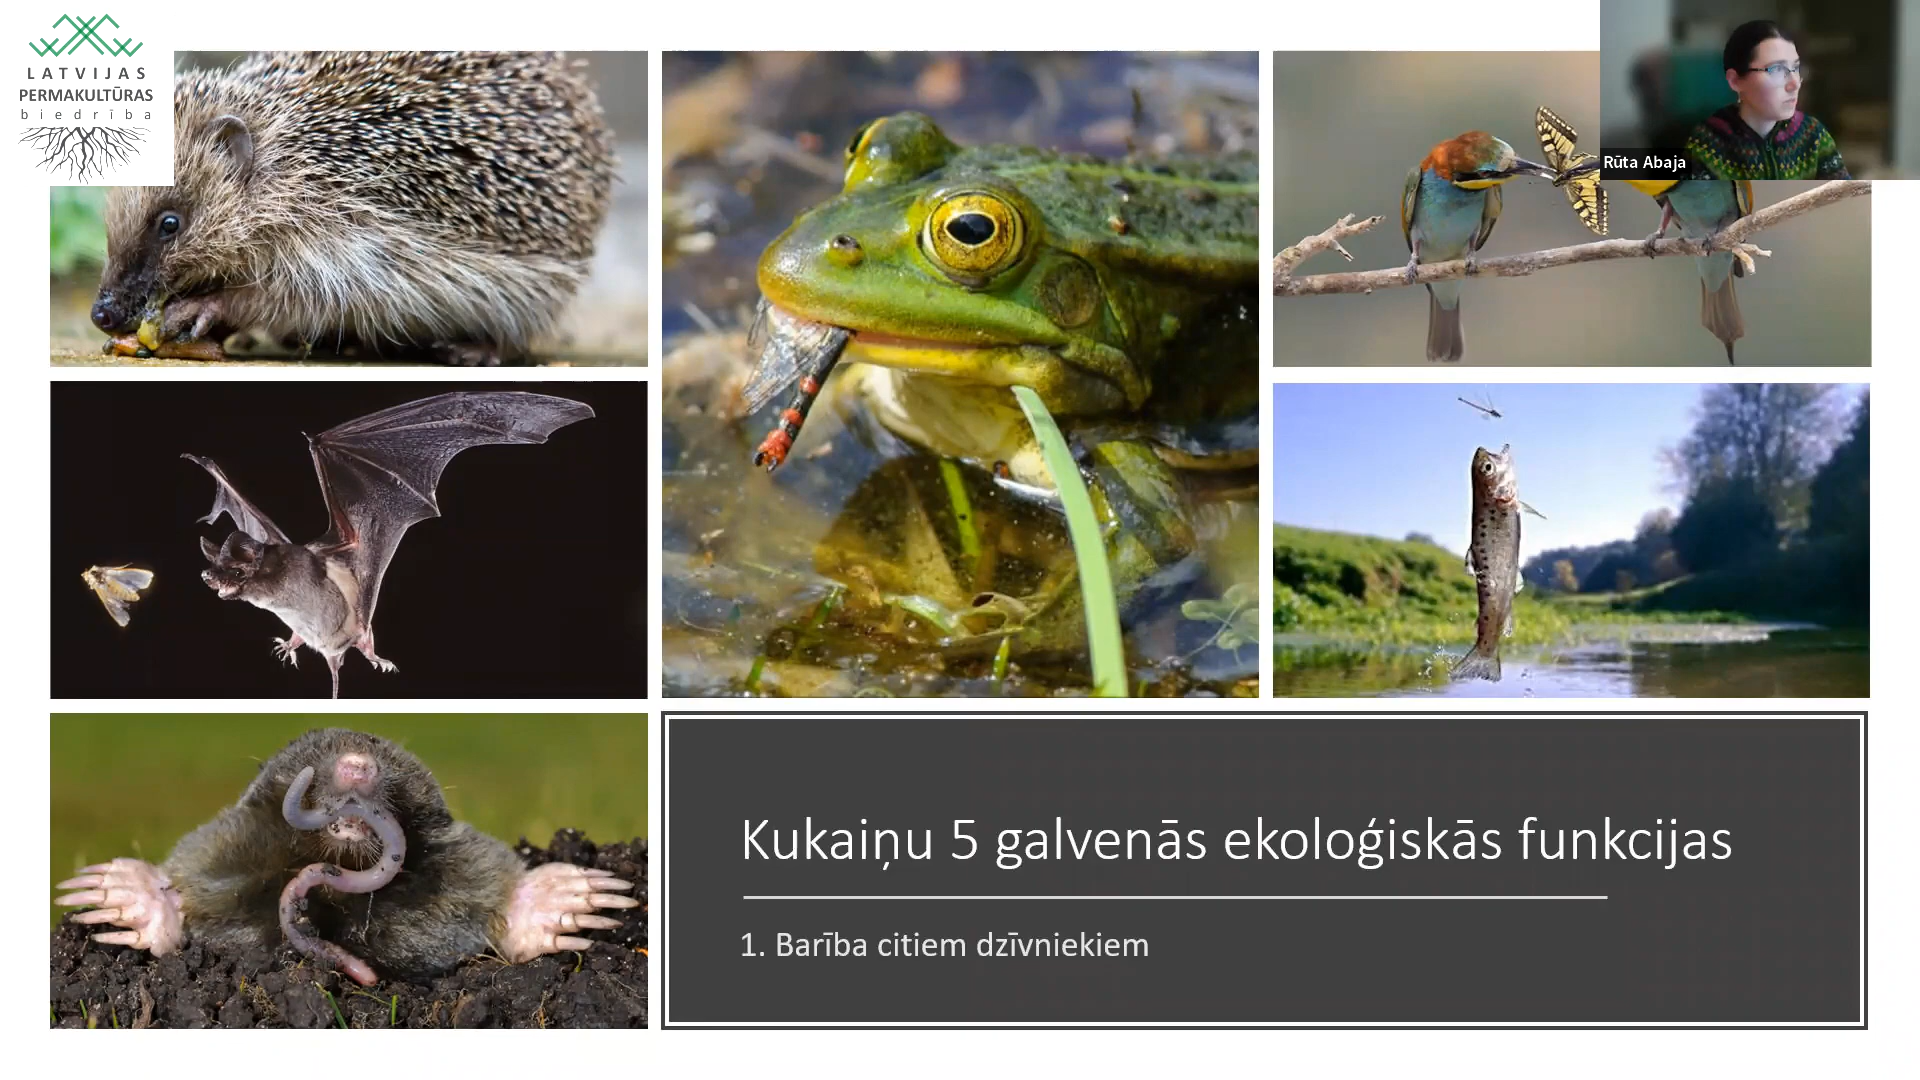 LATVIJAS
PERMAKULTŪRAS
biedrība
Rūta Abaja
Kukaiņu 5 galvenās ekoloģiskās funkcijas
1. Barība citiem dzīvniekiem